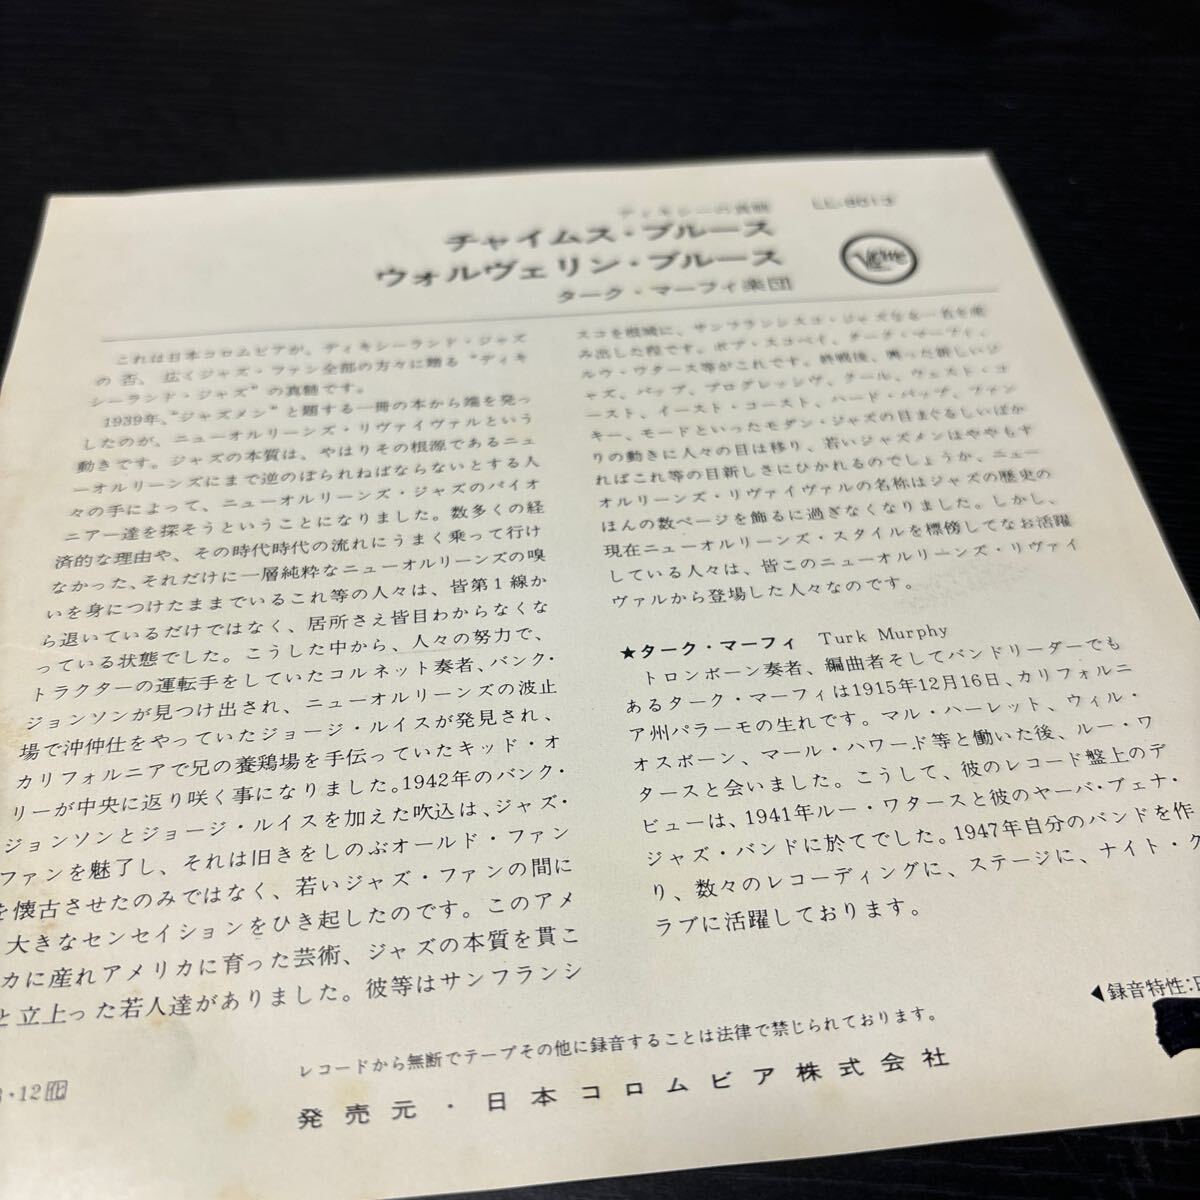 ディキシーの真髄
チャイムス・ブルース
ウォルヴェリン・ブルース
ターク・マーフィ楽団
Verve
これは日本コロムビアが、ディキシーランド・ジャズ
の 否、広くジャズ・ファン全部の方々に贈る “ディキ
シーランド・ジャズ” の真髄です。
1939年、“ジャズメン” と題する一冊の本から端を発っ
したのが、ニューオルリーンズ・リヴァイヴァルという
動きです。ジャズの本質は、やはりその根源であるニュ
ーオルリーンズにまで逆のぼられねばならないとする人
々の手によって、ニューオルリーンズ・ジャズのパイオ
ニアー達を探そうということになりました。数多くの経
済的な理由や、その時代時代の流れにうまく乗って行け
なかった、それだけに一層純粋なニューオルリーンズの嗅
いを身につけたままでいるこれ等の人々は、皆第1線か
ら退いているだけではなく、居所さえ皆目わからなくな
っている状態でした。こうした中から、人々の努力で、
トラクターの運転手をしていたコルネット奏者、バンク・
ジョンソンが見つけ出され、ニューオルリーンズの波止
場で沖仲仕をやっていたジョージ・ルイスが発見され、
カリフォルニアで兄の養鶏場を手伝っていたキッド・オ
リーが中央に返り咲く事になりました。1942年のバンク・
ジョンソンとジョージ・ルイスを加えた吹込は、ジャズ・
ファンを魅了し、それは旧きをしのぶオールド・ファン
を懐古させたのみではなく、若いジャズ・ファンの間に
大きなセンセイションをひき起したのです。このアメ
カに産れアメリカに育った芸術、ジャズの本質を貫こ
と立上った若人達がありました。彼等はサンフランシ
スコを根城に、サンフランシスコ・ジャズなる一名を産
み出した程です。ボブ・スコベイ、ターク・マーフィ、
ルウ・ワタース等がこれです。終戦後、興った新しいジ
ャズ、バップ、プログレッシヴ、クール、ウェスト・コ
ースト、イースト・コースト、ハード・バップ、ファン
キー、モードといったモダン・ジャズの目まぐるしいばか
りの動きに人々の目は移り、若いジャズメンはややもす
ればこれ等の目新しさにひかれるのでしょうか、ニュー
オルリーンズ・リヴァイヴァルの名称はジャズの歴史の
ほんの数ページを飾るに過ぎなくなりました。しかし、
現在ニューオルリーンズ・スタイルを標傍してなお活躍
している人々は、皆このニューオルリーンズ・リヴァイ
ヴァルから登場した人々なのです。
★ターク・マーフィ Turk Murphy
トロンボーン奏者、編曲者そしてバンドリーダーでも
あるターク・マーフィは1915年12月16日、カリフォルニ
ア州パラーモの生れです。マル・ハーレット、ウィル・
オスボーン、マール・ハワード等と働いた後、ルー・ワ
タースと会いました。こうして、彼のレコード盤上のデ
ビューは、1941年ルー・ワタースと彼のヤーバ・ブェナ・
ジャズ・バンドに於てでした。1947年自分のバンドを作
り、数々のレコーディングに、ステージに、ナイト・ク
ラブに活躍しております。
◀録音特性:
レコードから無断でテープその他に録音することは法律で禁じられております。
・12
発売元・日本コロムビア株式会社